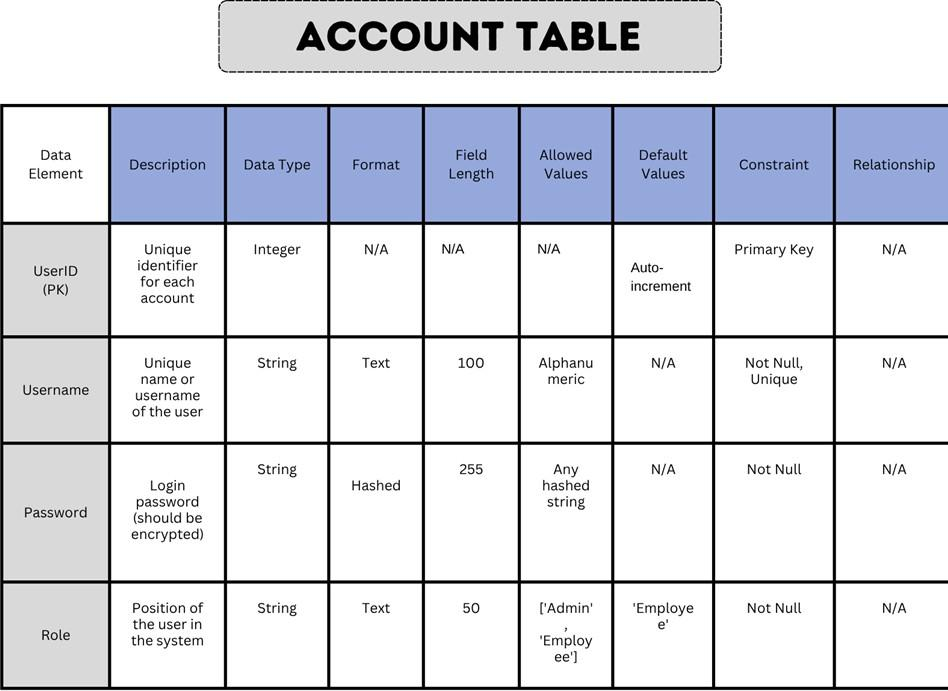 ACCOUNT TABLE
Data
Element
Description
Data Type
Format
Field
Length
Allowed
Values
Default
Values
Constraint
Relationship
UserID
(PK)
Unique
identifier
for each
account
Integer
N/A
N/A
N/A
Auto-
increment
Primary Key
N/A
Username
Unique
name or
username
of the user
String
Text
100
Alphanu
meric
N/A
Not Null,
Unique
N/A
Password
Login
password
(should be
encrypted)
String
Hashed
255
Any
hashed
string
N/A
Not Null
N/A
Role
Position of
the user in
the system
String
Text
50
['Admin'
,
'Employ
ee']
'Employe
e'
Not Null
N/A